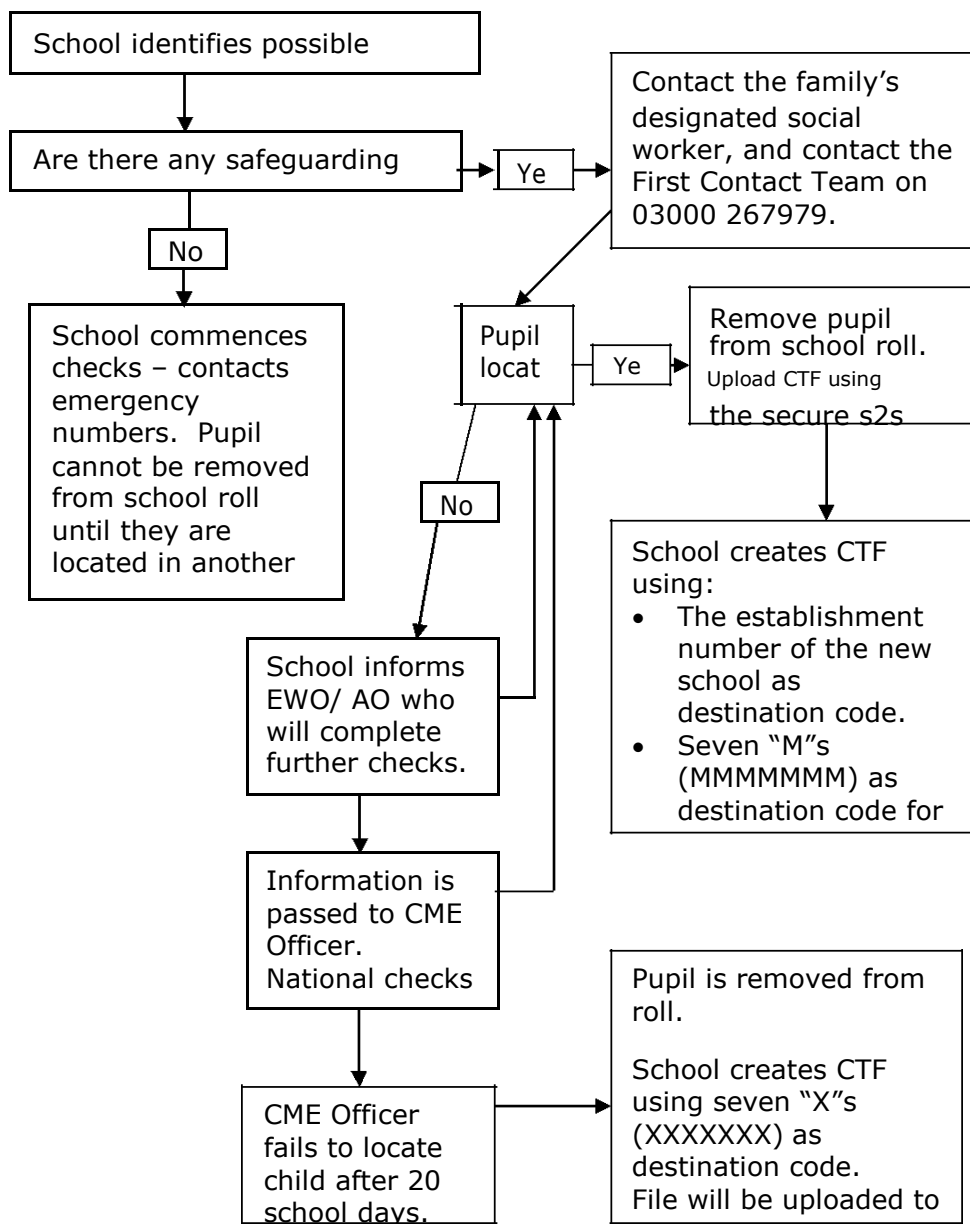 School identifies possible
Are there any safeguarding
Ye
Contact the family’s
designated social
worker, and contact the
First Contact Team on
03000 267979.
No
School commences
checks – contacts
emergency
numbers. Pupil
cannot be removed
from school roll
until they are
located in another
Pupil
locat
Ye
Remove pupil
from school roll.
Upload CTF using
the secure s2s
No
School creates CTF
using:
• The establishment
number of the new
school as
destination code.
• Seven “M”s
(MMMMMMM) as
destination code for
School informs
EWO/ AO who
will complete
further checks.
Information is
passed to CME
Officer.
National checks
CME Officer
fails to locate
child after 20
school days.
Pupil is removed from
roll.
School creates CTF
using seven “X”s
(XXXXXXX) as
destination code.
File will be uploaded to